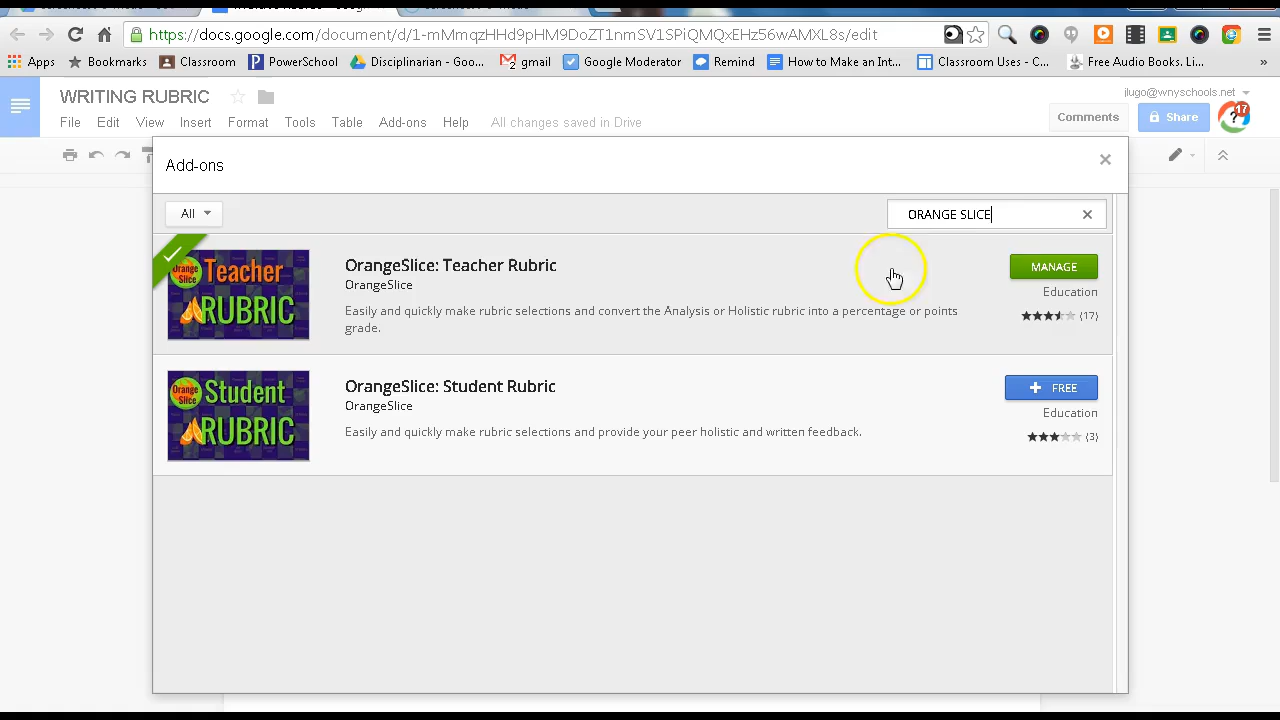 https://docs.google.com/document/
/edit
Apps
Bookmarks
Classroom
PowerSchool
Disciplinarian - Goo...
gmail
Google Moderator
Remind
How to Make an Int...
Classroom Uses - C...
Free Audio Books. Li...
»
WRITING RUBRIC
jlugo@wnyschools.net
File Edit View Insert Format Tools Table Add-ons Help All changes saved in Drive
Comments
Share
17
?
Add-ons
All
ORANGE SLICE
Orange Slice Teacher RUBRIC
OrangeSlice: Teacher Rubric
OrangeSlice
Easily and quickly make rubric selections and convert the Analysis or Holistic rubric into a percentage or points
grade.
MANAGE
Education
(17)
Orange Slice Student RUBRIC
OrangeSlice: Student Rubric
OrangeSlice
Easily and quickly make rubric selections and provide your peer holistic and written feedback.
FREE
Education
(3)